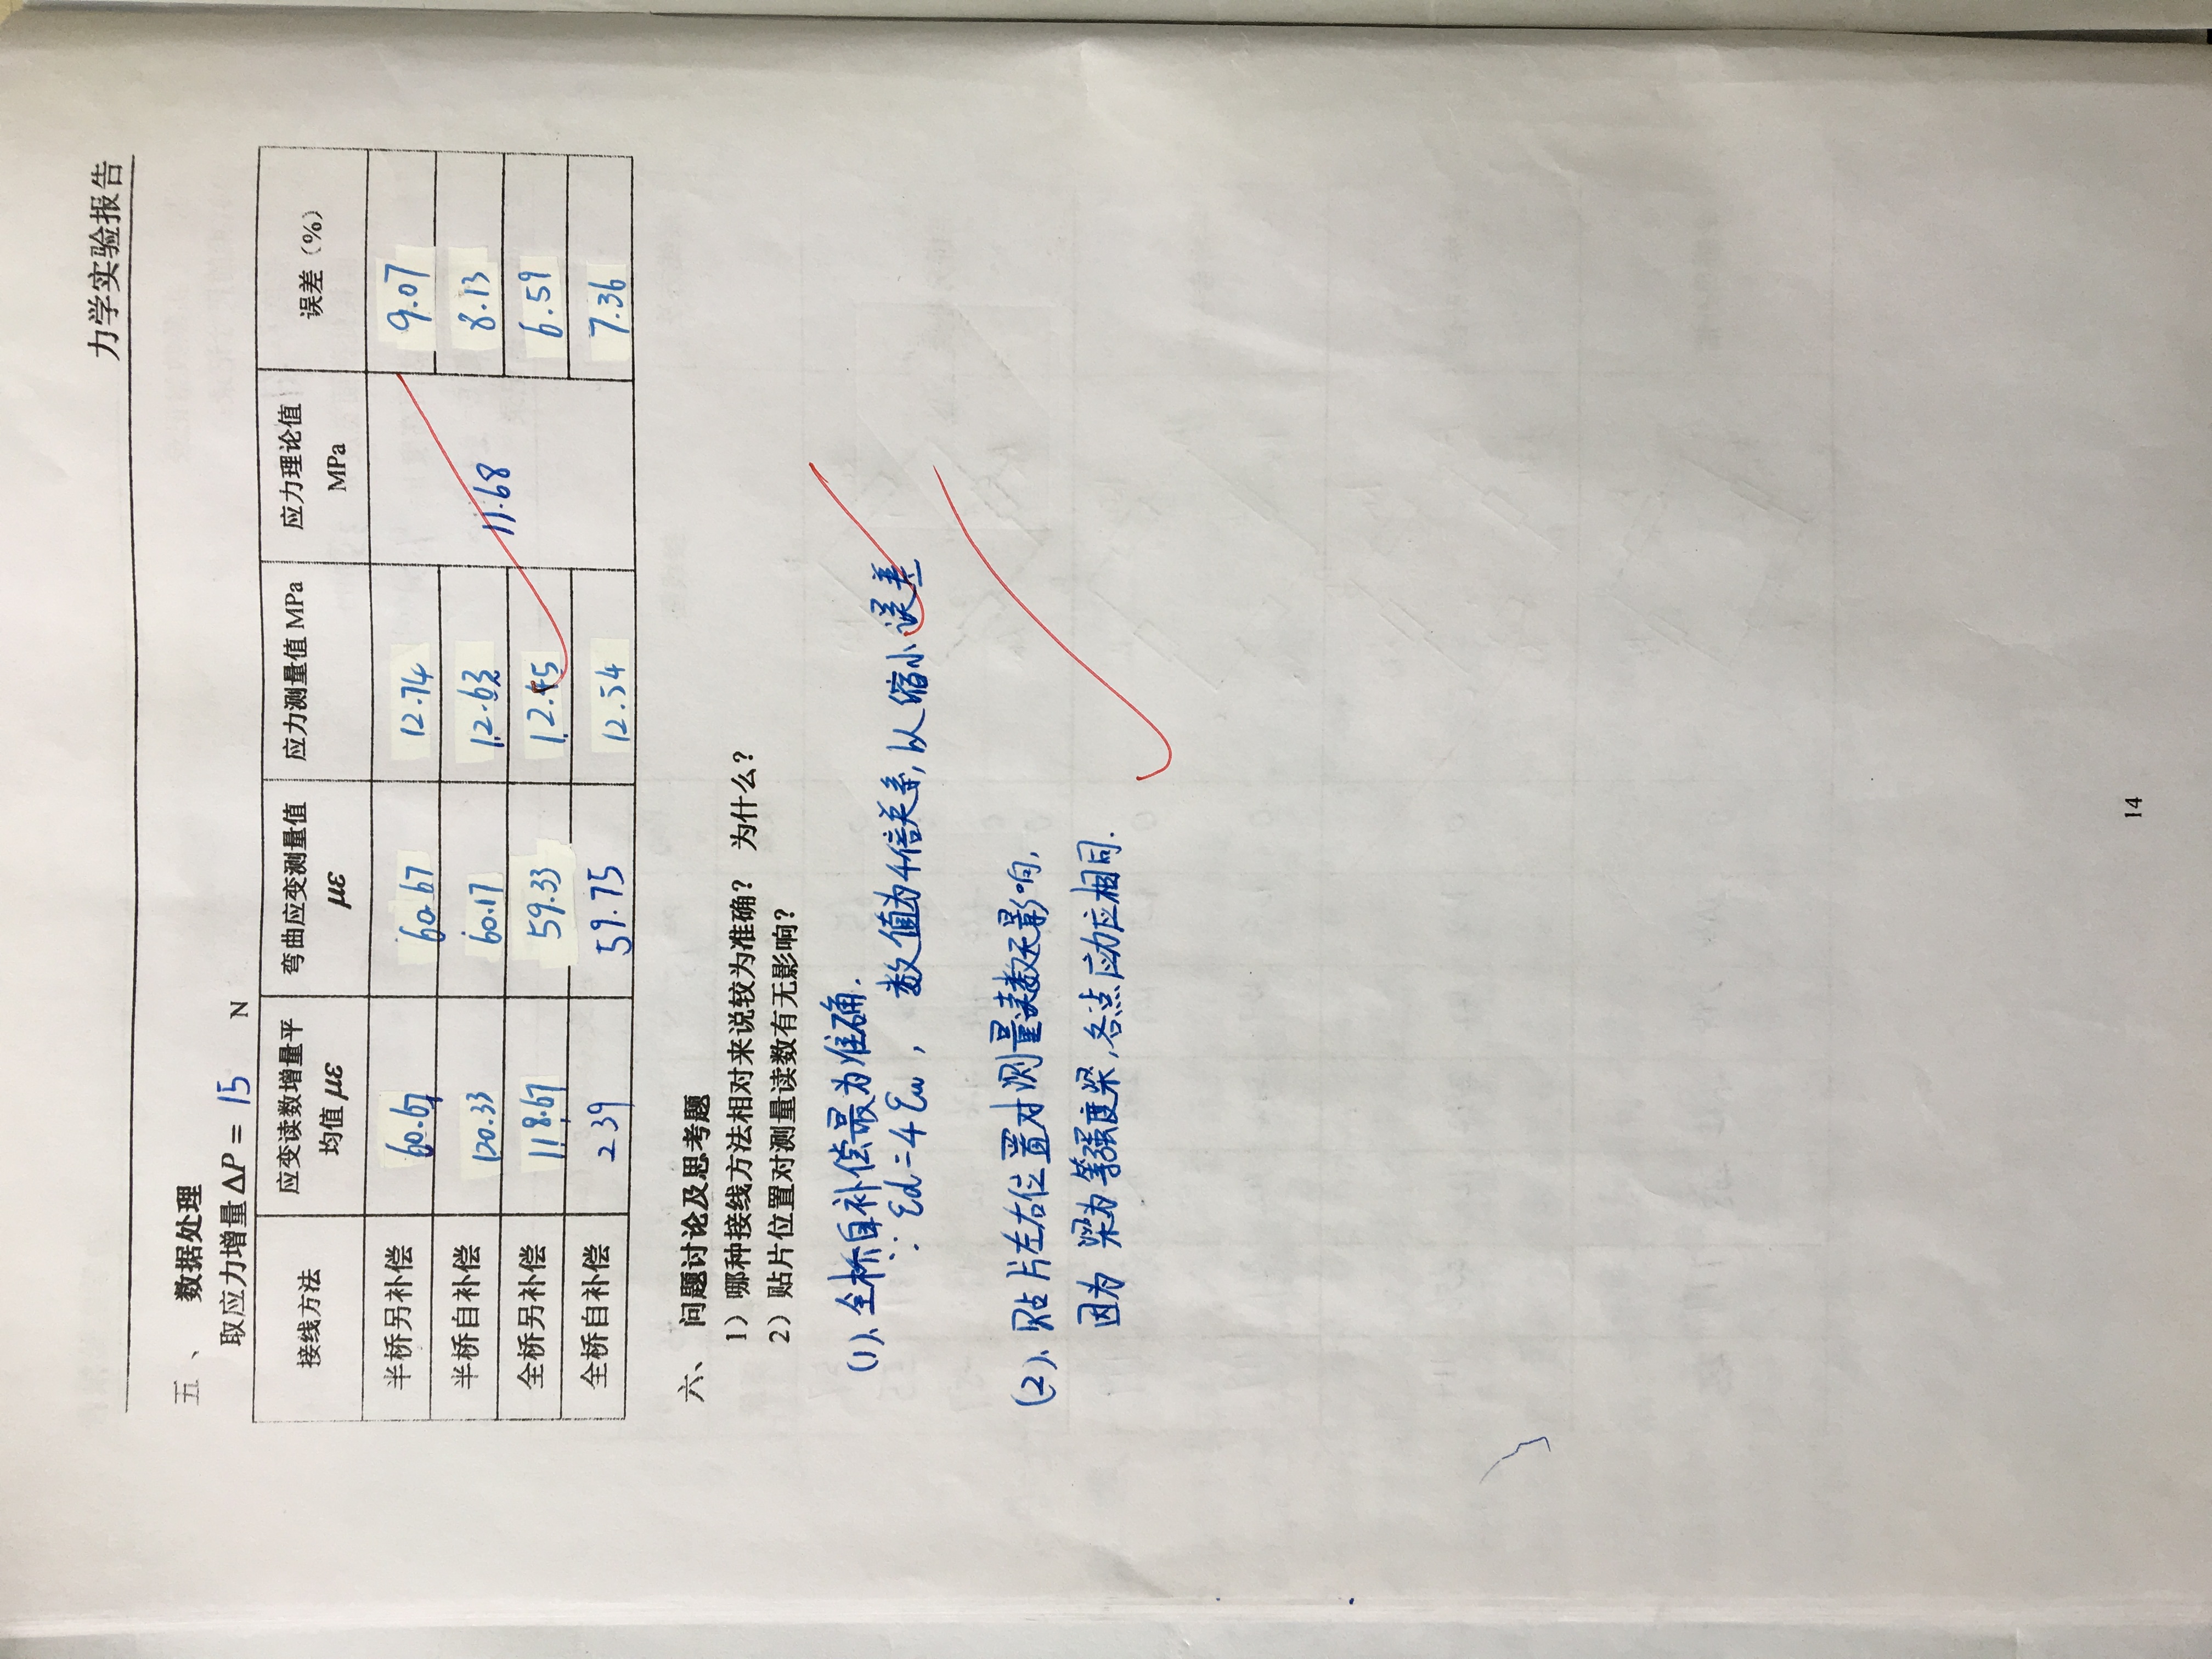 力学实验报告
五、 数据处理
取应力增量ΔP = 15 N
接线方法 应变读数增量平均值 με 弯曲应变测量值 με 应力测量值 MPa 应力理论值 MPa 误差（%）
半桥另补偿 60.67 60.67 12.74 11.68 9.07
半桥自补偿 120.33 60.17 12.63 8.13
全桥另补偿 118.67 59.33 12.45 6.59
全桥自补偿 239 59.75 12.54 7.36
六、 问题讨论及思考题
1）哪种接线方法相对来说较为准确？ 为什么？
2）贴片位置对测量读数有无影响？
(1)、全桥自补偿最为准确.
∵ εd=4εw， 数值为4倍关系,以缩小误差
(2)、贴片左右位置对测量读数无影响,
因为 梁为等强度梁,各点应力应相同.
14